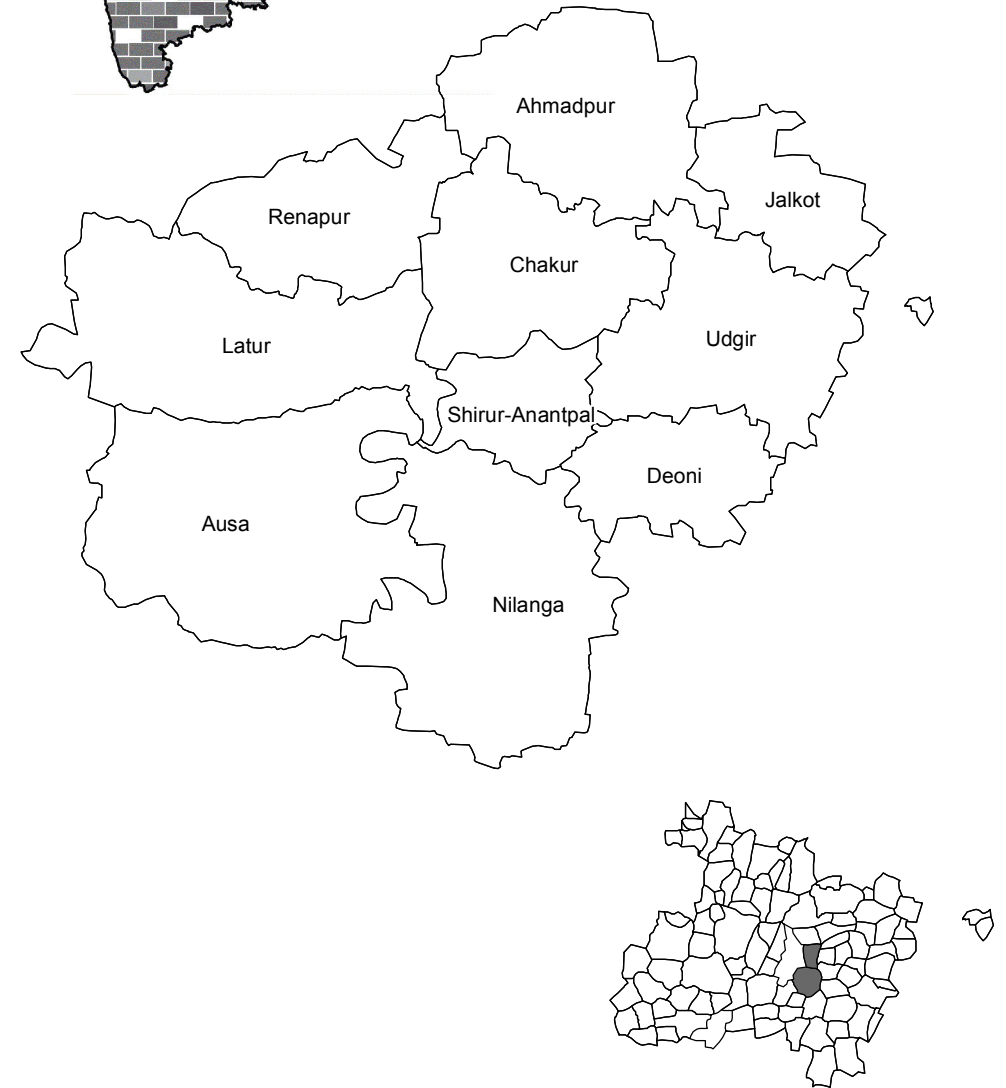 Ahmadpur
Jalkot
Renapur
Chakur
Udgir
Latur
Shirur-Anantpal
Deoni
Ausa
Nilanga